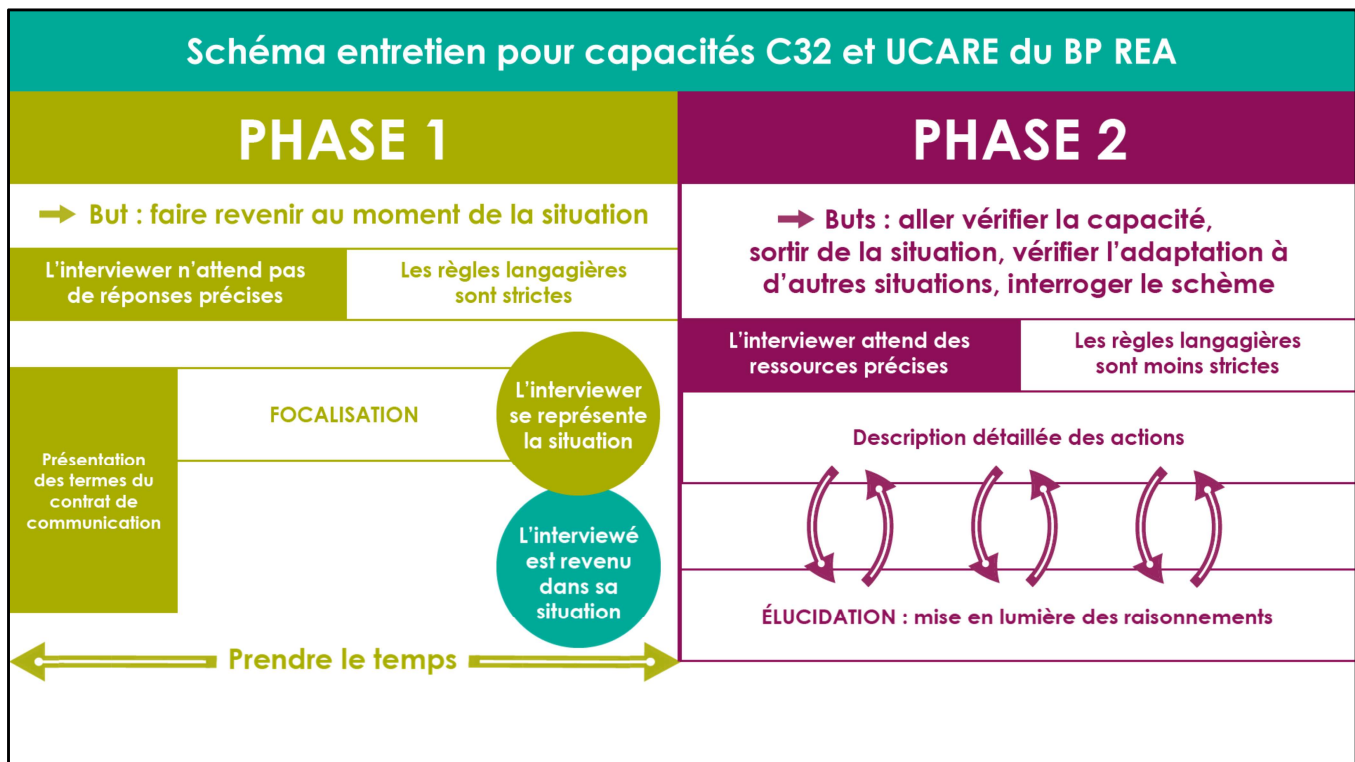 Schéma entretien pour capacités C32 et UCARE du BP REA
PHASE 1
But : faire revenir au moment de la situation
L'interviewer n'attend pas
de réponses précises
Les règles langagières
sont strictes
Présentation
des termes du
contrat de
communication
FOCALISATION
L'interviewer
se représente
la situation
L'interviewé
est revenu
dans sa
situation
Prendre le temps
PHASE 2
Buts : aller vérifier la capacité,
sortir de la situation, vérifier l'adaptation à
d'autres situations, interroger le schème
L'interviewer attend des
ressources précises
Les règles langagières
sont moins strictes
Description détaillée des actions
ÉLUCIDATION : mise en lumière des raisonnements